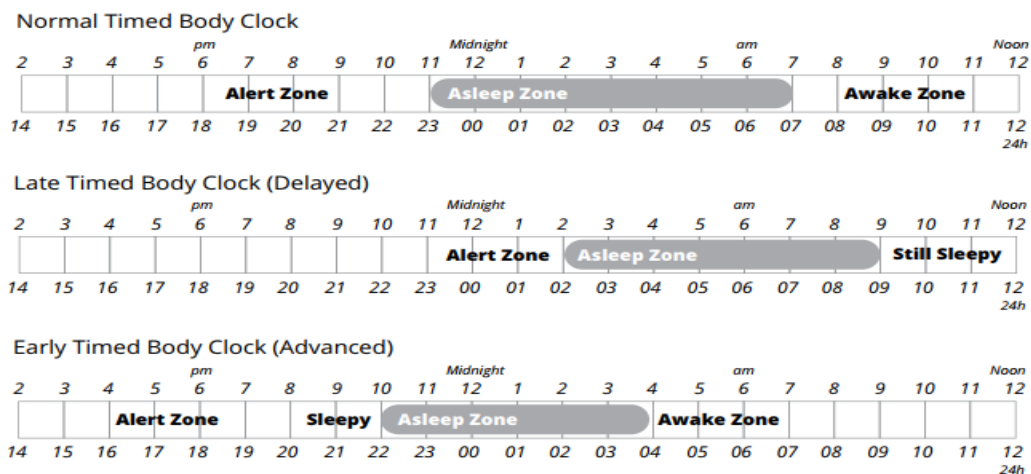 Normal Timed Body Clock
pm Midnight am Noon
2 3 4 5 6 7 8 9 10 11 12 1 2 3 4 5 6 7 8 9 10 11 12
Alert Zone Asleep Zone Awake Zone
14 15 16 17 18 19 20 21 22 23 00 01 02 03 04 05 06 07 08 09 10 11 12
24h
Late Timed Body Clock (Delayed)
pm Midnight am Noon
2 3 4 5 6 7 8 9 10 11 12 1 2 3 4 5 6 7 8 9 10 11 12
Alert Zone Asleep Zone Still Sleepy
14 15 16 17 18 19 20 21 22 23 00 01 02 03 04 05 06 07 08 09 10 11 12
24h
Early Timed Body Clock (Advanced)
pm Midnight am Noon
2 3 4 5 6 7 8 9 10 11 12 1 2 3 4 5 6 7 8 9 10 11 12
Alert Zone Sleepy Asleep Zone Awake Zone
14 15 16 17 18 19 20 21 22 23 00 01 02 03 04 05 06 07 08 09 10 11 12
24h